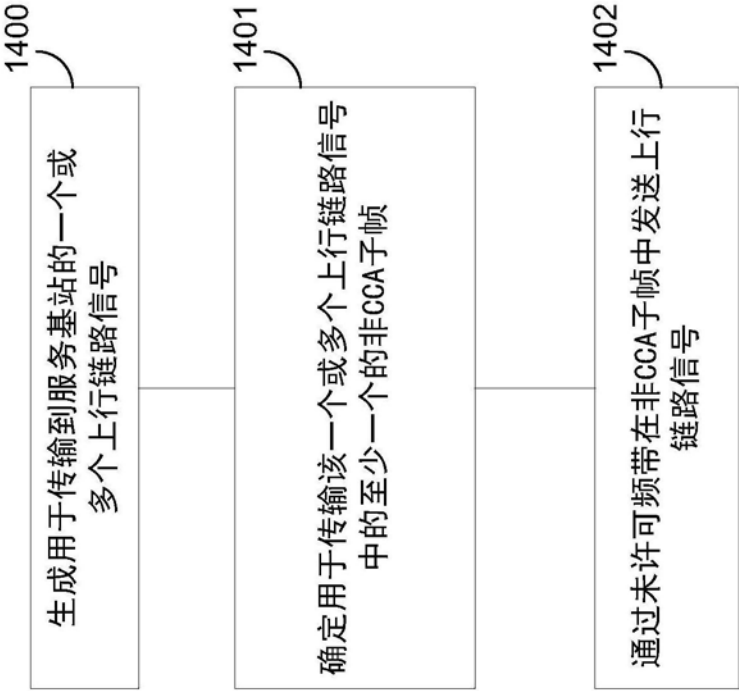 1400
生成用于传输到服务基站的一个或
多个上行链路信号
1401
确定用于传输该一个或多个上行链路信号
中的至少一个的非CCA子帧
1402
通过未许可频带在非CCA子帧中发送上行
链路信号